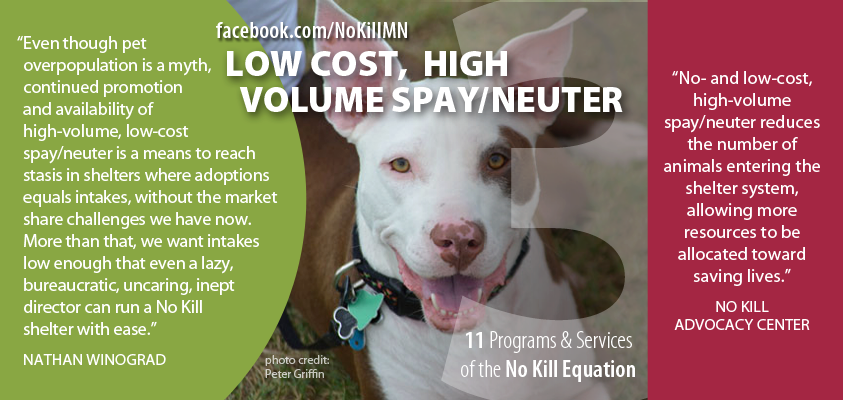 facebook.com/NoKillMN
LOW COST, HIGH
VOLUME SPAY/NEUTER
3
“Even though pet
overpopulation is a myth,
continued promotion
and availability of
high-volume, low-cost
spay/neuter is a means to reach
stasis in shelters where adoptions
equals intakes, without the market
share challenges we have now.
More than that, we want intakes
low enough that even a lazy,
bureaucratic, uncaring, inept
director can run a No Kill
shelter with ease.”
NATHAN WINOGRAD
photo credit:
Peter Griffin
11 Programs & Services
of the No Kill Equation
“No- and low-cost,
high-volume
spay/neuter reduces
the number of
animals entering the
shelter system,
allowing more
resources to be
allocated toward
saving lives.”
NO KILL
ADVOCACY CENTER